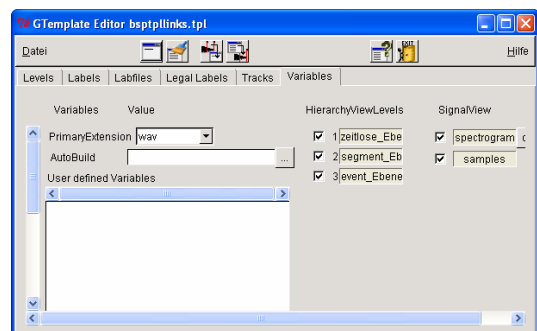 GTemplate Editor bsptpllinks.tpl
Datei Hilfe
Levels Labels Labfiles Legal Labels Tracks Variables
Variables Value HierarchyViewLevels SignalView
PrimaryExtension wav 1 zeitlose_Ebe spectrogram
AutoBuild ... 2 segment_Eb samples
User defined Variables 3 event_Ebene